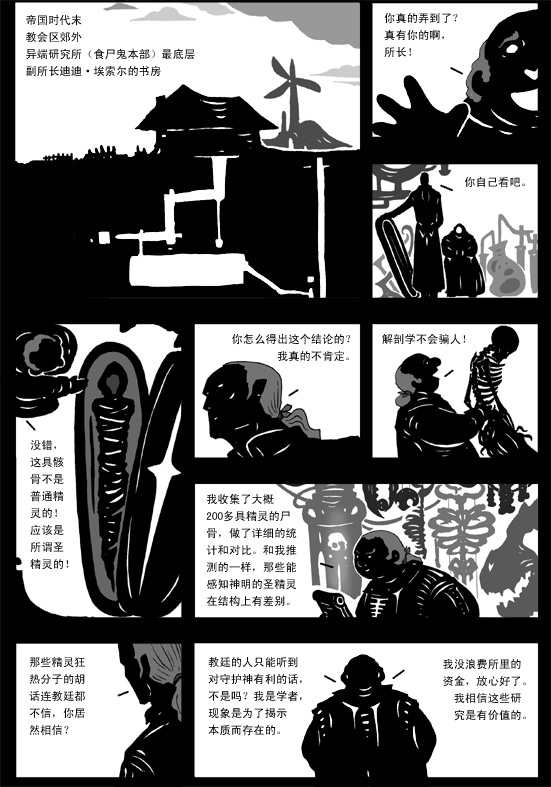 帝国时代末
教会区郊外
异端研究所（食尸鬼本部）最底层
副所长迪迪·埃索尔的书房
你真的弄到了？
真有你的啊，
所长！
你自己看吧。
没错，
这具骸
骨不是
普通精
灵的！
应该是
所谓圣
精灵的！
你怎么得出这个结论的？
我真的不肯定。
解剖学不会骗人！
我收集了大概
200多具精灵的尸
骨，做了详细的统
计和对比。和我推
测的一样，那些能
感知神明的圣精灵
在结构上有差别。
那些精灵狂
热分子的胡
话连教廷都
不信，你居
然相信？
教廷的人只能听到
对守护神有利的话，
不是吗？我是学者，
现象是为了揭示
本质而存在的。
我没浪费所里的
资金，放心好了。
我相信这些研
究是有价值的。